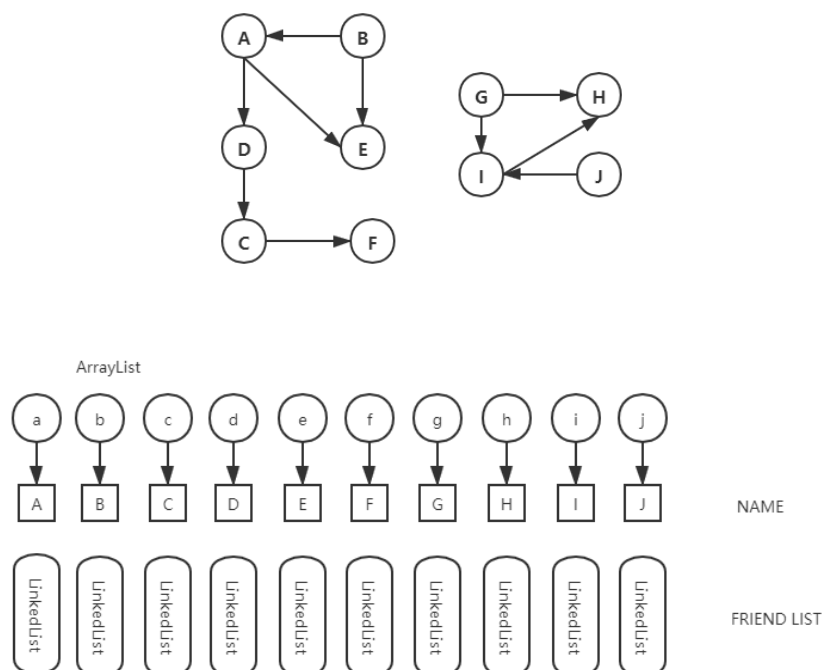 A B
G H
D E
I J
C F
ArrayList
a b c d e f g h i j
A B C D E F G H I J NAME
LinkedList LinkedList LinkedList LinkedList LinkedList LinkedList LinkedList LinkedList LinkedList LinkedList FRIEND LIST